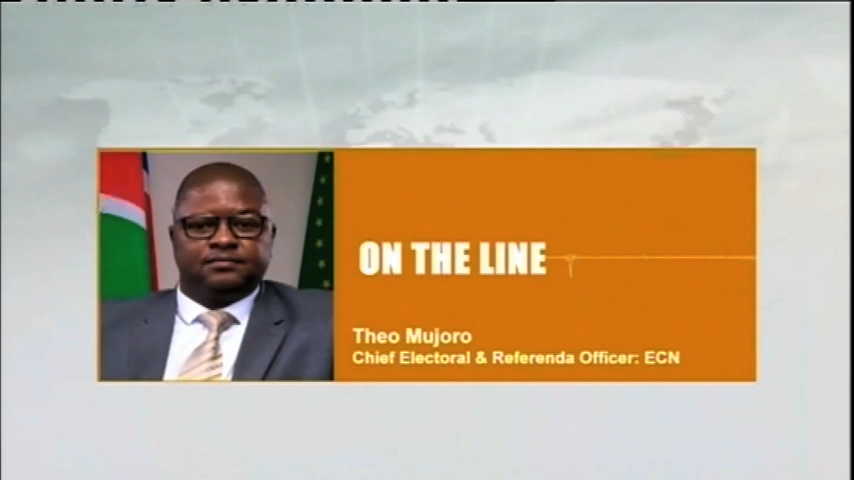 ON THE LINE
Theo Mujoro
Chief Electoral & Referenda Officer: ECN